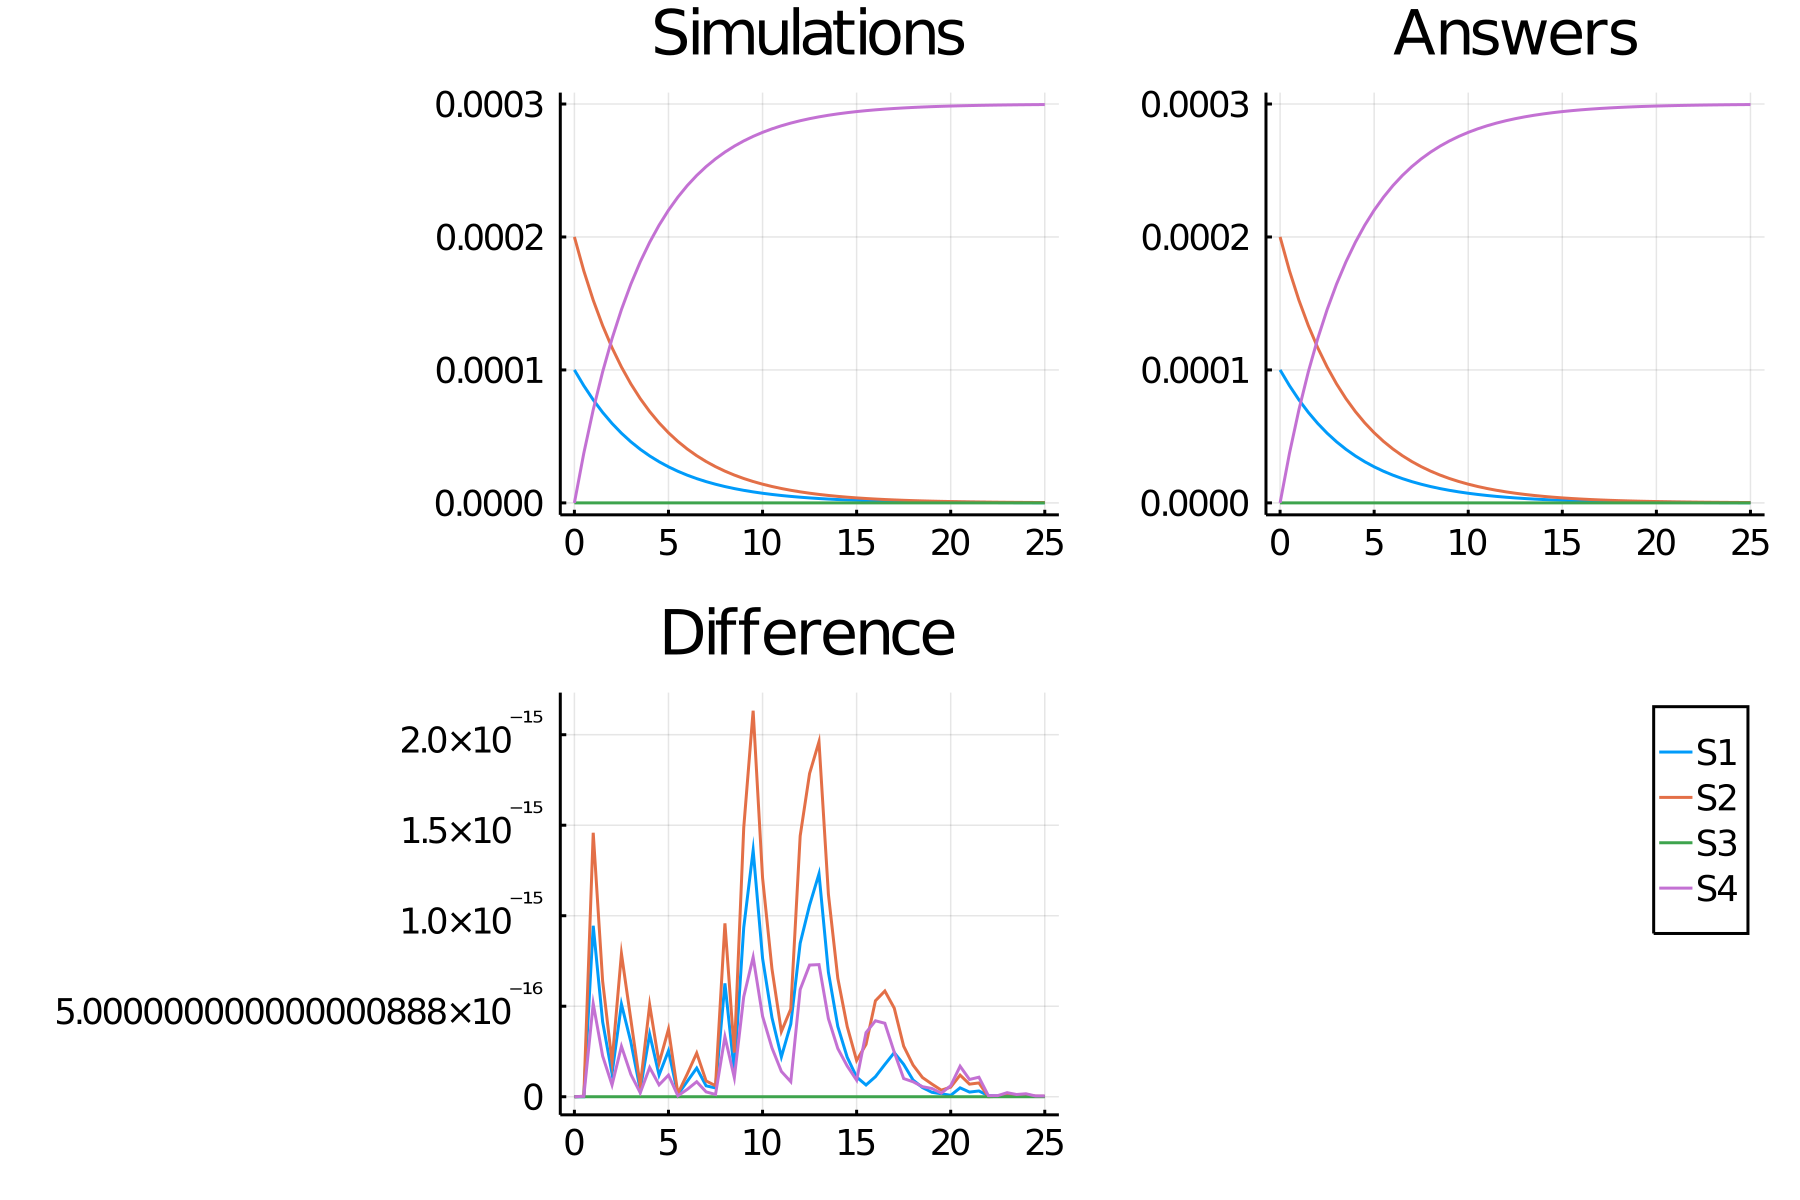 Simulations
0.0003
0.0002
0.0001
0.0000
0 5 10 15 20 25
Answers
0.0003
0.0002
0.0001
0.0000
0 5 10 15 20 25
Difference
2.0×10⁻¹⁵
1.5×10⁻¹⁵
1.0×10⁻¹⁵
5.0000000000000000888×10⁻¹⁶
0
0 5 10 15 20 25
S1
S2
S3
S4